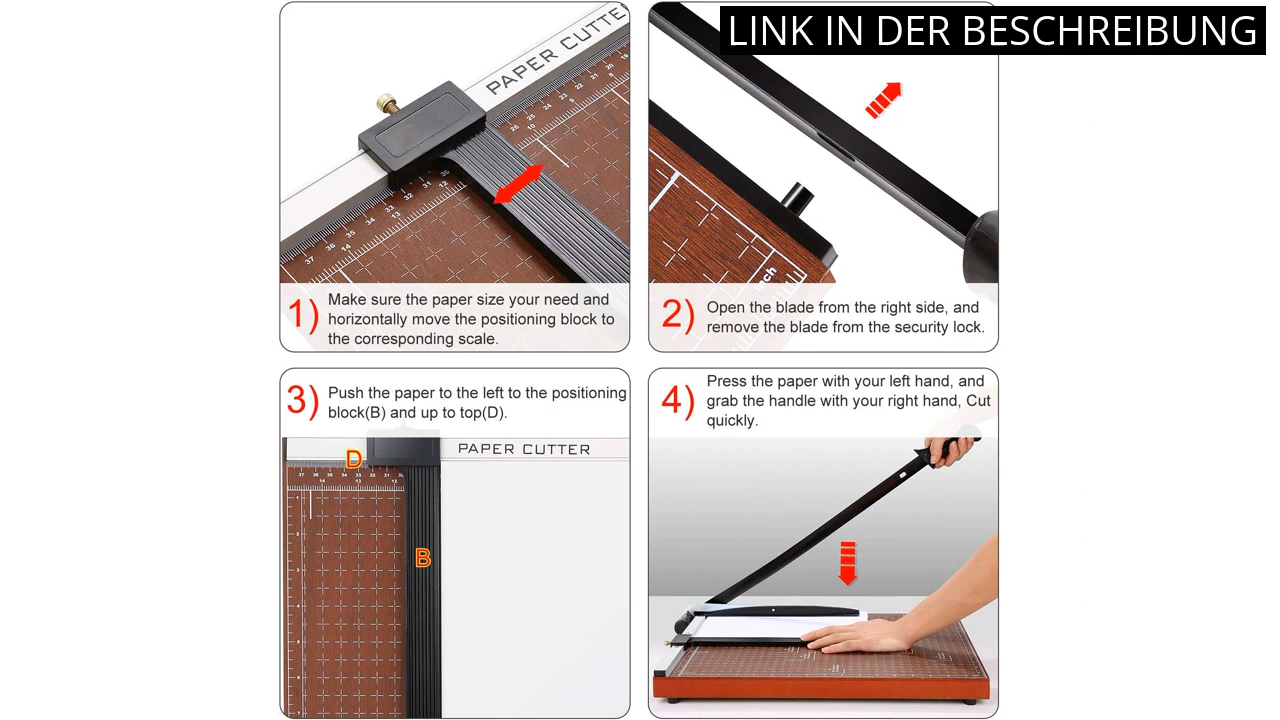 LINK IN DER BESCHREIBUNG
PAPER CUTTE
1)
Make sure the paper size your need and
horizontally move the positioning block to
the corresponding scale.
inch
2)
Open the blade from the right side, and
remove the blade from the security lock.
3)
Push the paper to the left to the positioning
block(B) and up to top(D).
PAPER CUTTER
D
B
4)
Press the paper with your left hand, and
grab the handle with your right hand, Cut
quickly.